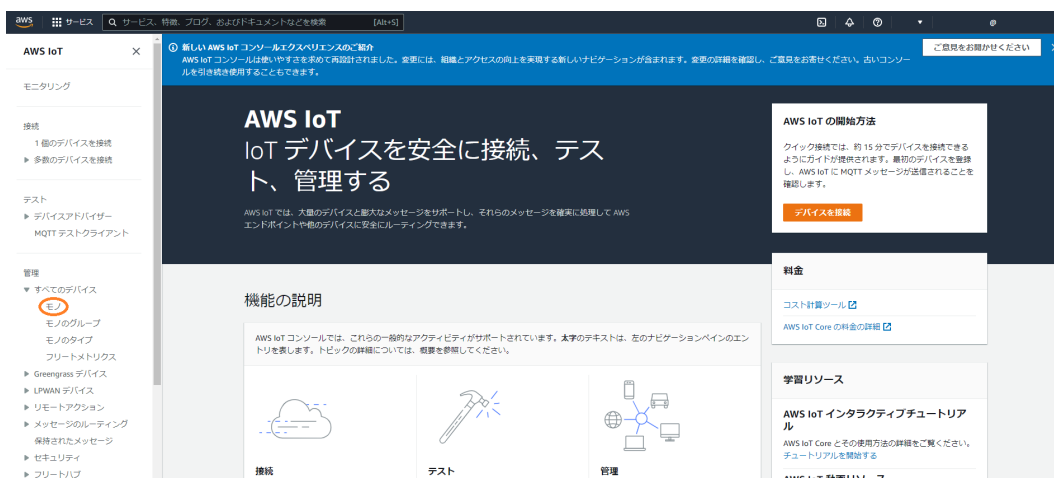 aws
サービス
サービス、特徴、ブログ、およびドキュメントなどを検索
[Alt+S]
@
AWS IoT
モニタリング
接続
1 個のデバイスを接続
多数のデバイスを接続
テスト
デバイスアドバイザー
MQTT テストクライアント
管理
すべてのデバイス
モノ
モノのグループ
モノのタイプ
フリートメトリクス
Greengrass デバイス
LPWAN デバイス
リモートアクション
メッセージのルーティング
保持されたメッセージ
セキュリティ
フリートハブ
新しい AWS IoT コンソールエクスペリエンスのご紹介
AWS IoT コンソールは使いやすさを求めて再設計されました。変更には、組織とアクセスの向上を実現する新しいナビゲーションが含まれます。変更の詳細を確認し、ご意見をお寄せください。古いコンソー
ルを引き続き使用することもできます。
ご意見をお聞かせください
AWS IoT
IoT デバイスを安全に接続、テス
ト、管理する
AWS IoT では、大量のデバイスと膨大なメッセージをサポートし、それらのメッセージを確実に処理して AWS
エンドポイントや他のデバイスに安全にルーティングできます。
AWS IoT の開始方法
クイック接続では、約 15 分でデバイスを接続できる
ようにガイドが提供されます。最初のデバイスを登録
し、AWS IoT に MQTT メッセージが送信されることを
確認します。
デバイスを接続
機能の説明
AWS IoT コンソールでは、これらの一般的なアクティビティがサポートされています。太字のテキストは、左のナビゲーションペインのエン
トリを表します。トピックの詳細については、概要を参照してください。
接続
テスト
管理
料金
コスト計算ツール
AWS IoT Core の料金の詳細
学習リソース
AWS IoT インタラクティブチュートリア
ル
AWS IoT Core とその使用方法の詳細をご覧ください。
チュートリアルを開始する
AWS IoT 動画リソース